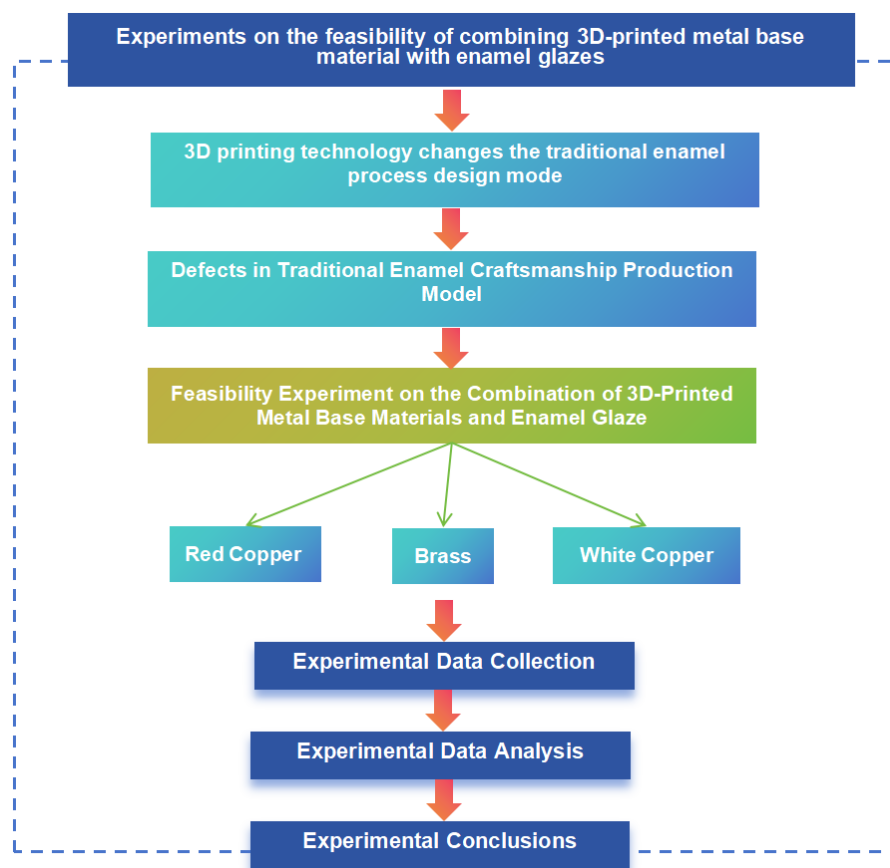 Experiments on the feasibility of combining 3D-printed metal base
material with enamel glazes
3D printing technology changes the traditional enamel
process design mode
Defects in Traditional Enamel Craftsmanship Production
Model
Feasibility Experiment on the Combination of 3D-Printed
Metal Base Materials and Enamel Glaze
Red Copper
Brass
White Copper
Experimental Data Collection
Experimental Data Analysis
Experimental Conclusions